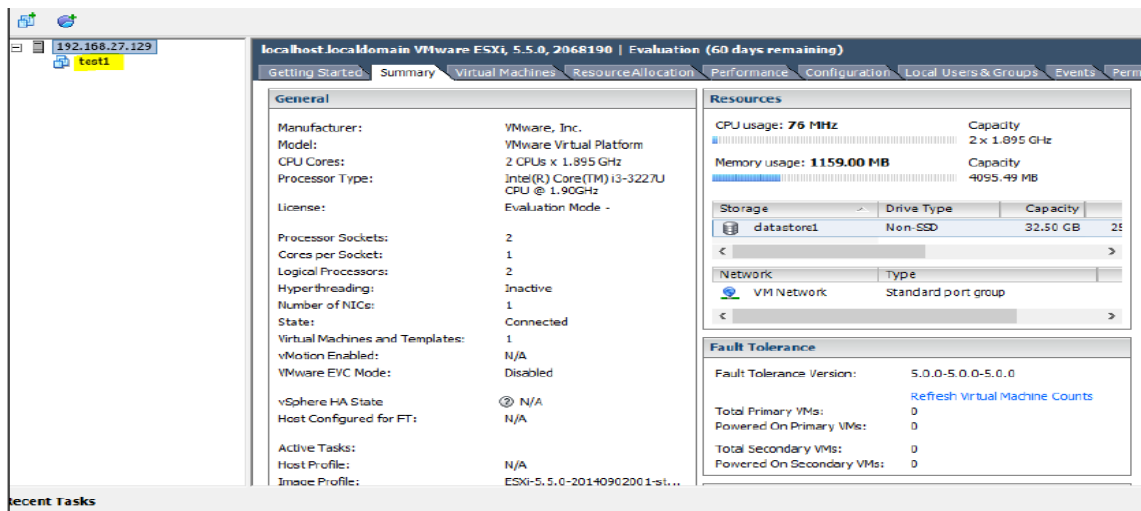 192.168.27.129
test1
localhost.localdomain VMware ESXi, 5.5.0, 2068190 | Evaluation (60 days remaining)
Getting Started Summary Virtual Machines Resource Allocation Performance Configuration Local Users & Groups Events Perm
General
Manufacturer: VMware, Inc.
Model: VMware Virtual Platform
CPU Cores: 2 CPUs x 1.895 GHz
Processor Type: Intel(R) Core(TM) i3-3227U
CPU @ 1.90GHz
License: Evaluation Mode -
Processor Sockets: 2
Cores per Socket: 1
Logical Processors: 2
Hyperthreading: Inactive
Number of NICs: 1
State: Connected
Virtual Machines and Templates: 1
vMotion Enabled: N/A
VMware EVC Mode: Disabled
vSphere HA State N/A
Host Configured for FT: N/A
Active Tasks:
Host Profile: N/A
Image Profile: ESXi-5.5.0-20140902001-st...
Resources
CPU usage: 76 MHz Capacity
2 x 1.895 GHz
Memory usage: 1159.00 MB Capacity
4095.49 MB
Storage Drive Type Capacity
datastore1 Non-SSD 32.50 GB
Network Type
VM Network Standard port group
Fault Tolerance
Fault Tolerance Version: 5.0.0-5.0.0-5.0.0
Refresh Virtual Machine Counts
Total Primary VMs: 0
Powered On Primary VMs: 0
Total Secondary VMs: 0
Powered On Secondary VMs: 0
Recent Tasks